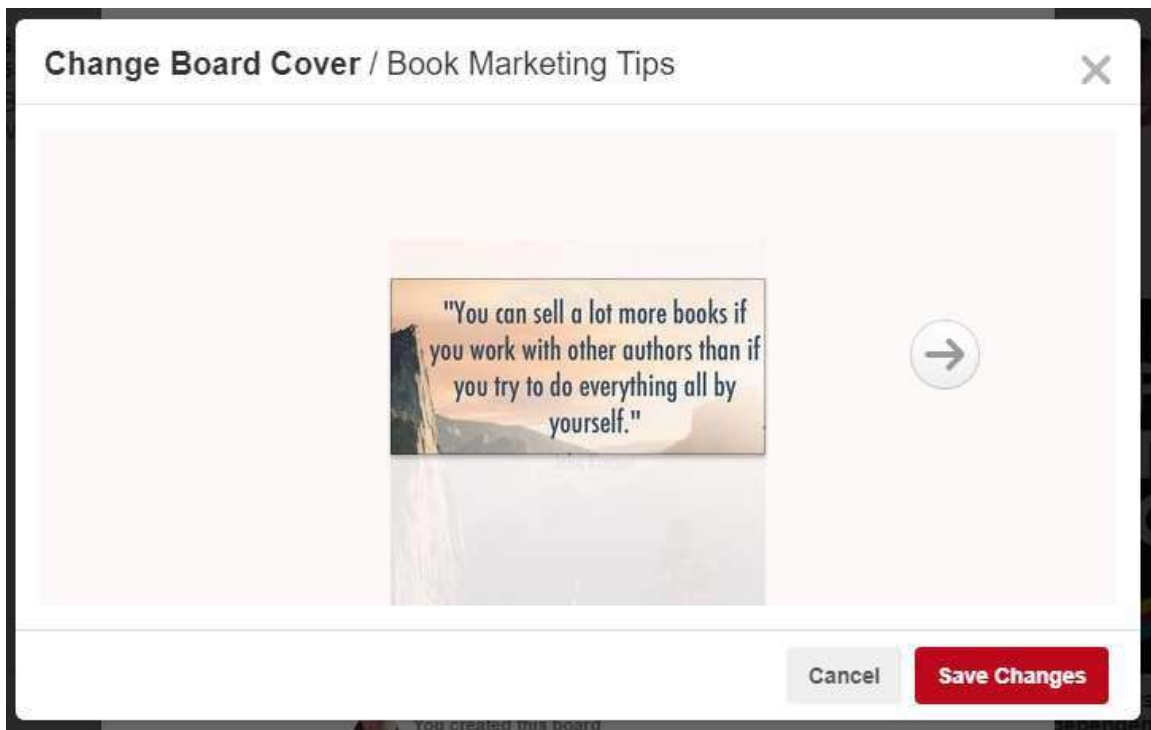 Change Board Cover / Book Marketing Tips
"You can sell a lot more books if
you work with other authors than if
you try to do everything all by
yourself."
Cancel
Save Changes
You created this board